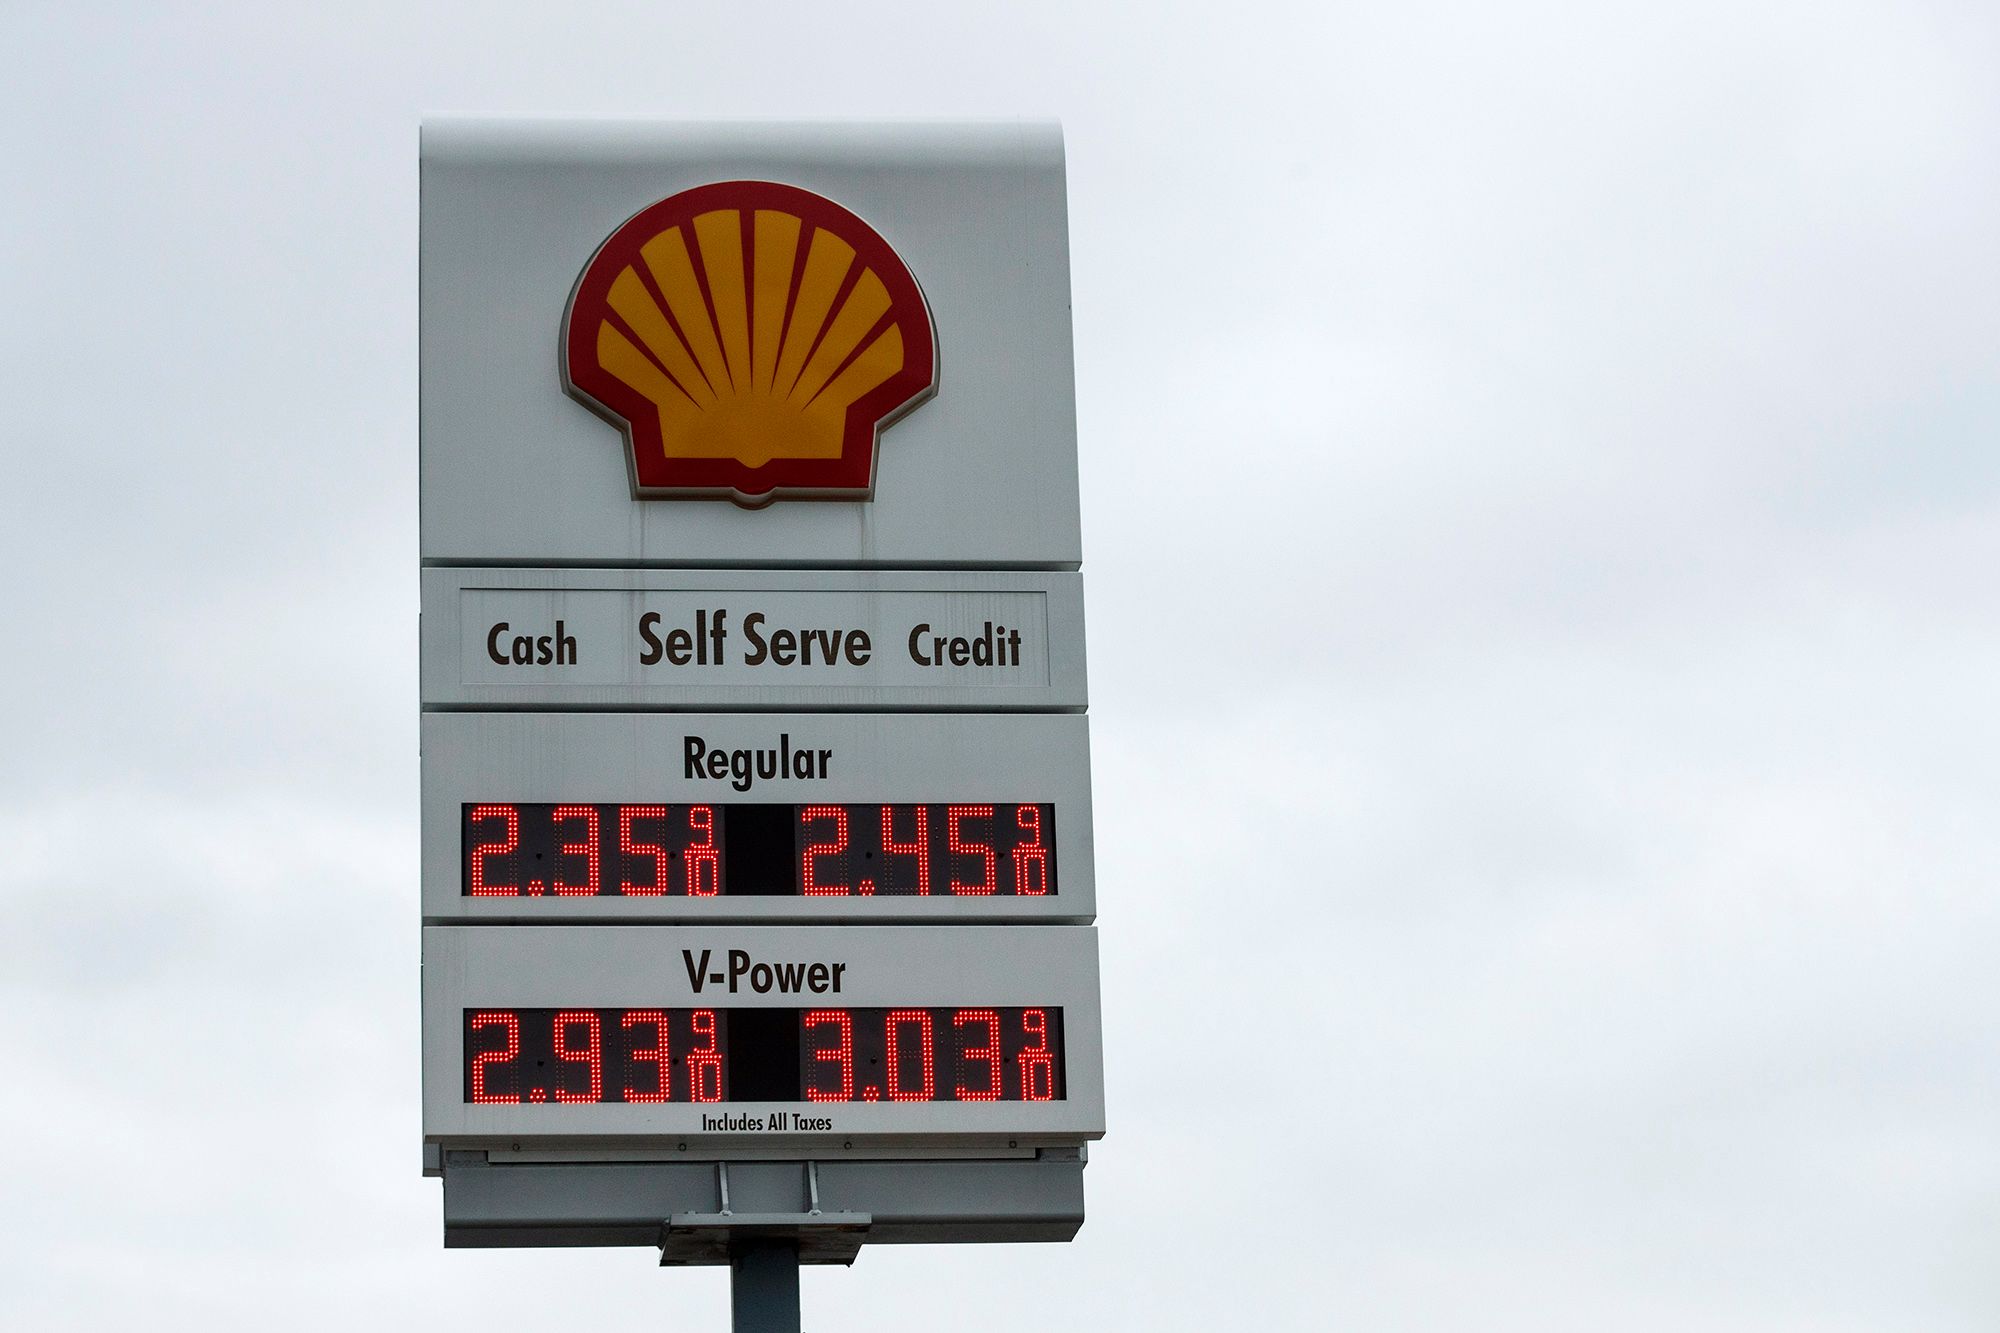 Cash Self Serve Credit
Regular
2.35 9/10 2.45 9/10
V-Power
2.93 9/10 3.03 9/10
Includes All Taxes